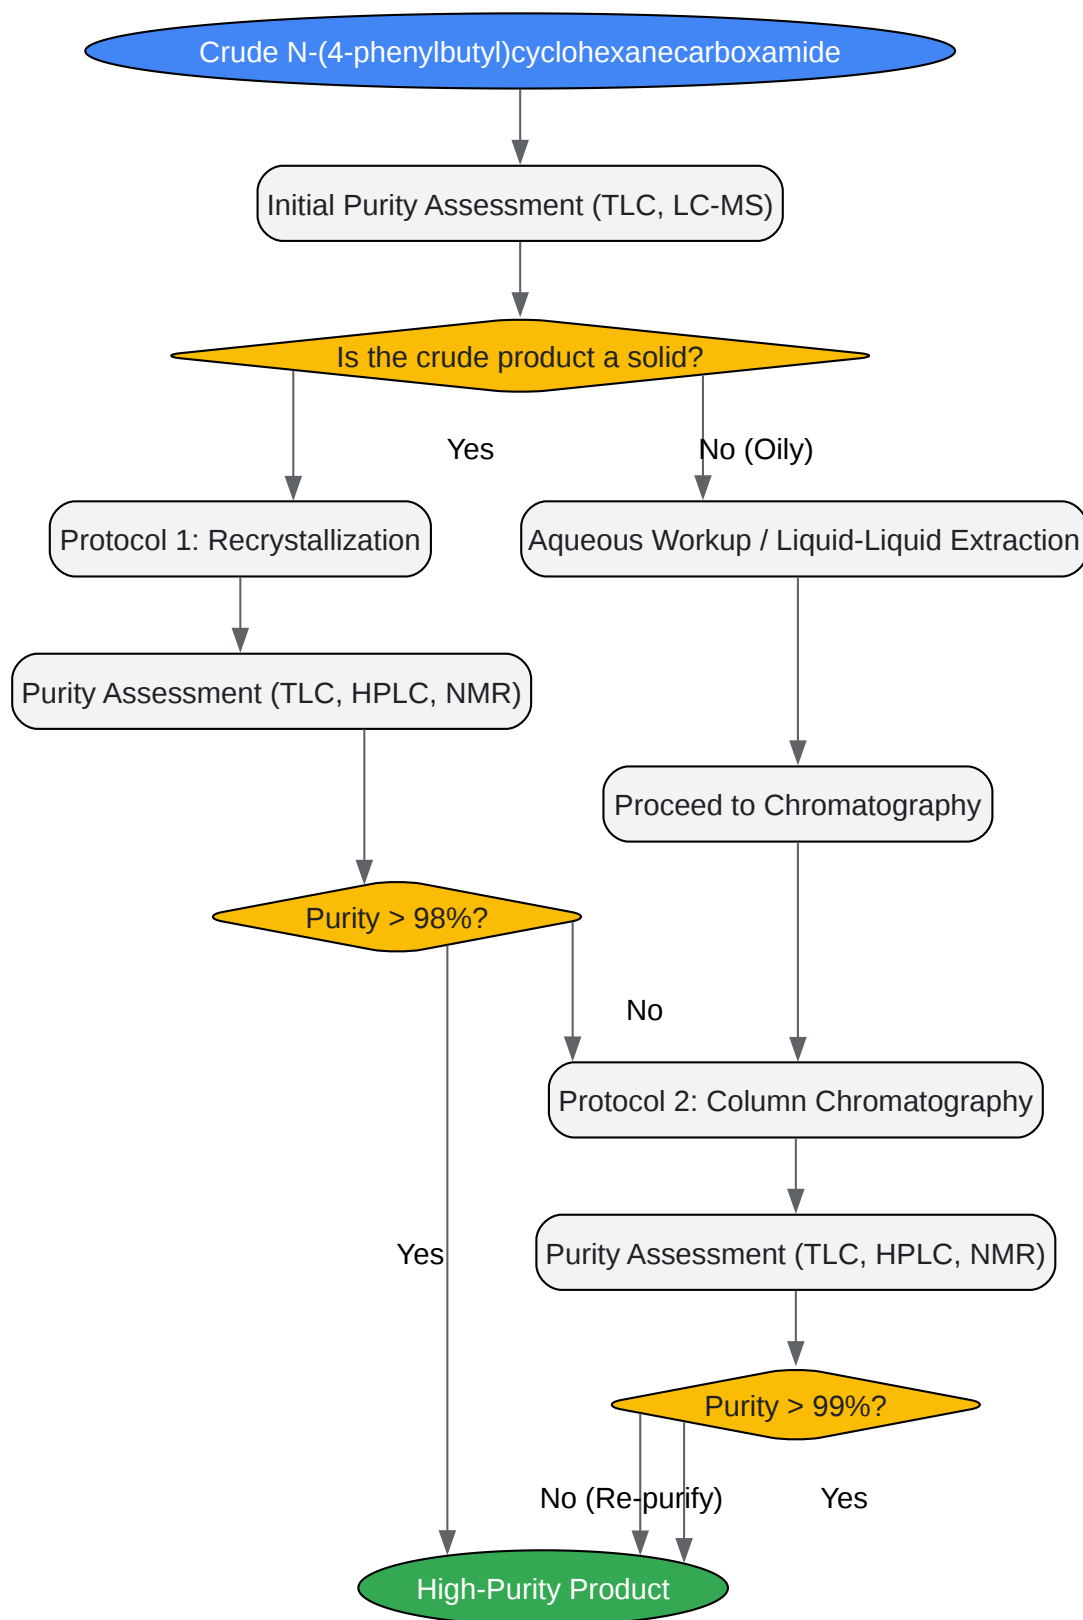 Crude N-(4-phenylbutyl)cyclohexanecarboxamide
Initial Purity Assessment (TLC, LC-MS)
Is the crude product a solid?
Yes
No (Oily)
Protocol 1: Recrystallization
Aqueous Workup / Liquid-Liquid Extraction
Purity Assessment (TLC, HPLC, NMR)
Proceed to Chromatography
Purity > 98%?
No
Protocol 2: Column Chromatography
Yes
Purity Assessment (TLC, HPLC, NMR)
Purity > 99%?
No (Re-purify)
Yes
High-Purity Product